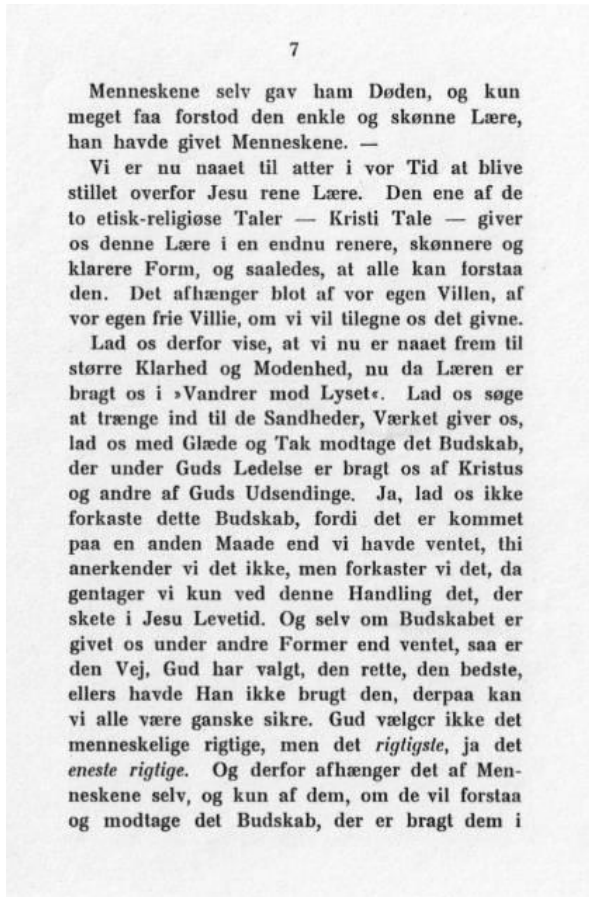 7
Menneskene selv gav ham Døden, og kun
meget faa forstod den enkle og skønne Lære,
han havde givet Menneskene. —
Vi er nu naaet til atter i vor Tid at blive
stillet overfor Jesu rene Lære. Den ene af de
to etisk-religiøse Taler — Kristi Tale — giver
os denne Lære i en endnu renere, skønnere og
klarere Form, og saaledes, at alle kan forstaa
den. Det afhænger blot af vor egen Villen, af
vor egen frie Villie, om vi vil tilegne os det givne.
Lad os derfor vise, at vi nu er naaet frem til
større Klarhed og Modenhed, nu da Læren er
bragt os i »Vandrer mod Lyset«. Lad os søge
at trænge ind til de Sandheder, Værket giver os,
lad os med Glæde og Tak modtage det Budskab,
der under Guds Ledelse er bragt os af Kristus
og andre af Guds Udsendinge. Ja, lad os ikke
forkaste dette Budskab, fordi det er kommet
paa en anden Maade end vi havde ventet, thi
anerkender vi det ikke, men forkaster vi det, da
gentager vi kun ved denne Handling det, der
skete i Jesu Levetid. Og selv om Budskabet er
givet os under andre Former end ventet, saa er
den Vej, Gud har valgt, den rette, den bedste,
ellers havde Han ikke brugt den, derpaa kan
vi alle være ganske sikre. Gud vælger ikke det
menneskelige rigtige, men det rigtigste, ja det
eneste rigtige. Og derfor afhænger det af Men-
neskene selv, og kun af dem, om de vil forstaa
og modtage det Budskab, der er bragt dem i